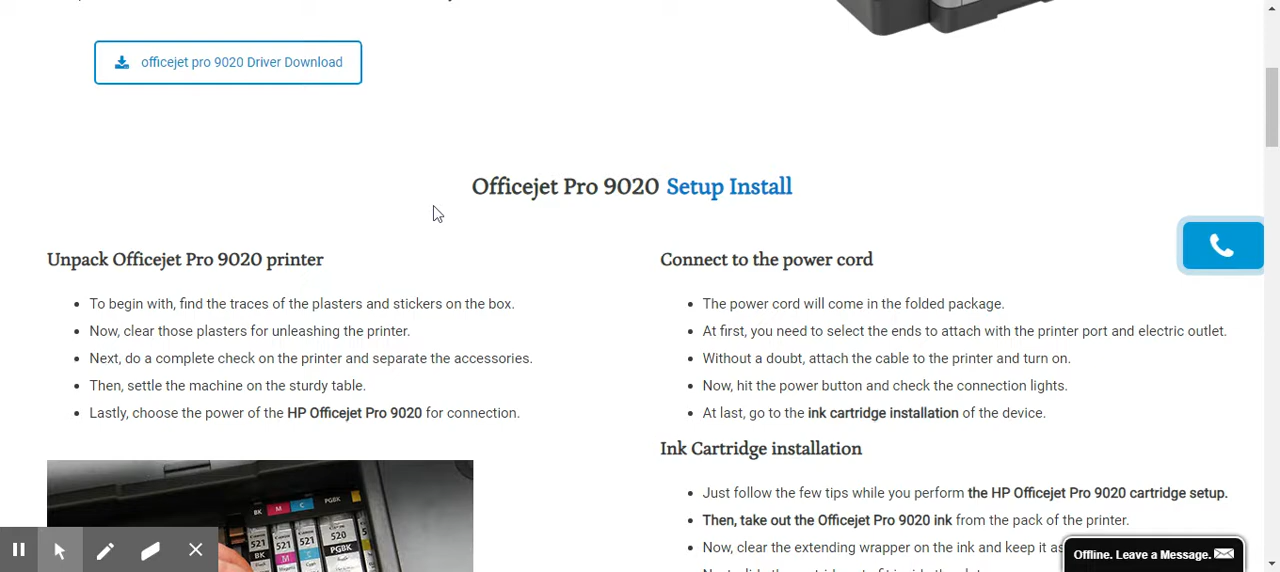 officejet pro 9020 Driver Download
Officejet Pro 9020 Setup Install
Unpack Officejet Pro 9020 printer
To begin with, find the traces of the plasters and stickers on the box.
Now, clear those plasters for unleashing the printer.
Next, do a complete check on the printer and separate the accessories.
Then, settle the machine on the sturdy table.
Lastly, choose the power of the HP Officejet Pro 9020 for connection.
BK M C PGBK
521 521 521 520
BK M C PGBK
Connect to the power cord
The power cord will come in the folded package.
At first, you need to select the ends to attach with the printer port and electric outlet.
Without a doubt, attach the cable to the printer and turn on.
Now, hit the power button and check the connection lights.
At last, go to the ink cartridge installation of the device.
Ink Cartridge installation
Just follow the few tips while you perform the HP Officejet Pro 9020 cartridge setup.
Then, take out the Officejet Pro 9020 ink from the pack of the printer.
Now, clear the extending wrapper on the ink and keep it as
Offline. Leave a Message.